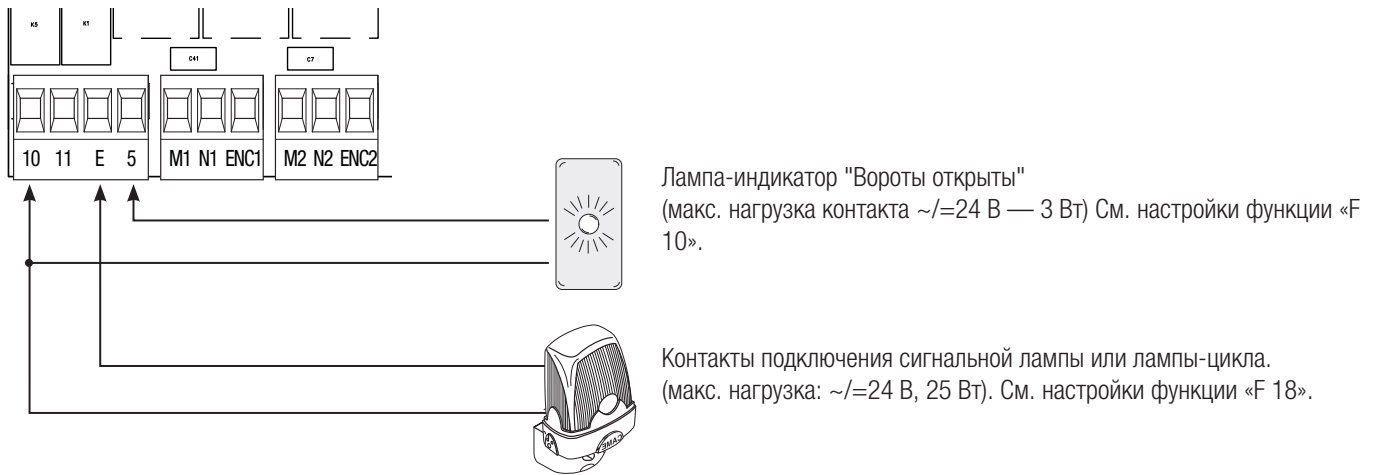 K5 K1
C41 C7
10 11 E 5 M1 N1 ENC1 M2 N2 ENC2
Лампа-индикатор "Вороты открыты"
(макс. нагрузка контакта ~/=24 В — 3 Вт) См. настройки функции «F
10».
Контакты подключения сигнальной лампы или лампы-цикла.
(макс. нагрузка: ~/=24 В, 25 Вт). См. настройки функции «F 18».
CAME